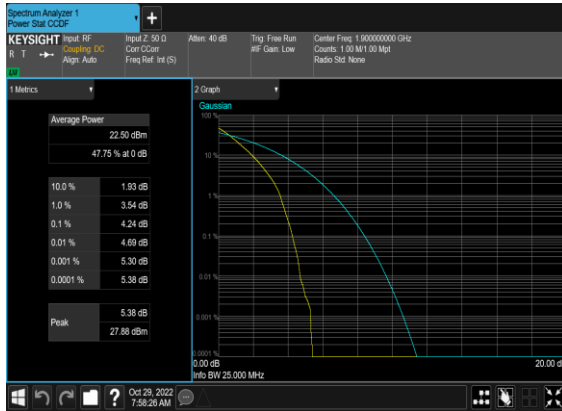 Spectrum Analyzer 1
Power Stat CCDF
KEYSIGHT
R T
LXI
Input: RF
Coupling: DC
Align: Auto
Input Z: 50 Ω
Corr CCorr
Freq Ref: Int (S)
Atten: 40 dB
Trig: Free Run
#IF Gain: Low
Center Freq: 1.900000000 GHz
Counts: 1.00 M/1.00 Mpt
Radio Std: None
1 Metrics
Average Power
22.50 dBm
47.75 % at 0 dB
10.0 % 1.93 dB
1.0 % 3.54 dB
0.1 % 4.24 dB
0.01 % 4.69 dB
0.001 % 5.30 dB
0.0001 % 5.38 dB
Peak 5.38 dB
27.88 dBm
2 Graph
Gaussian
100 %
10 %
1 %
0.1 %
0.01 %
0.001 %
0.0001 %
0.00 dB
20.00 d
Info BW 25.000 MHz
?
Oct 29, 2022
7:58:26 AM